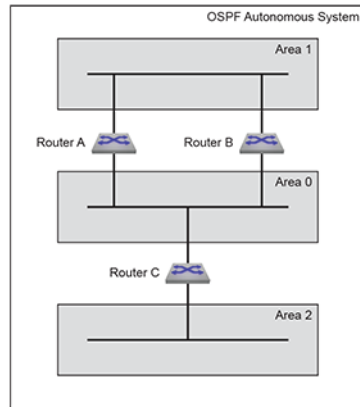 OSPF Autonomous System
Area 1
Router A
Router B
Area 0
Router C
Area 2